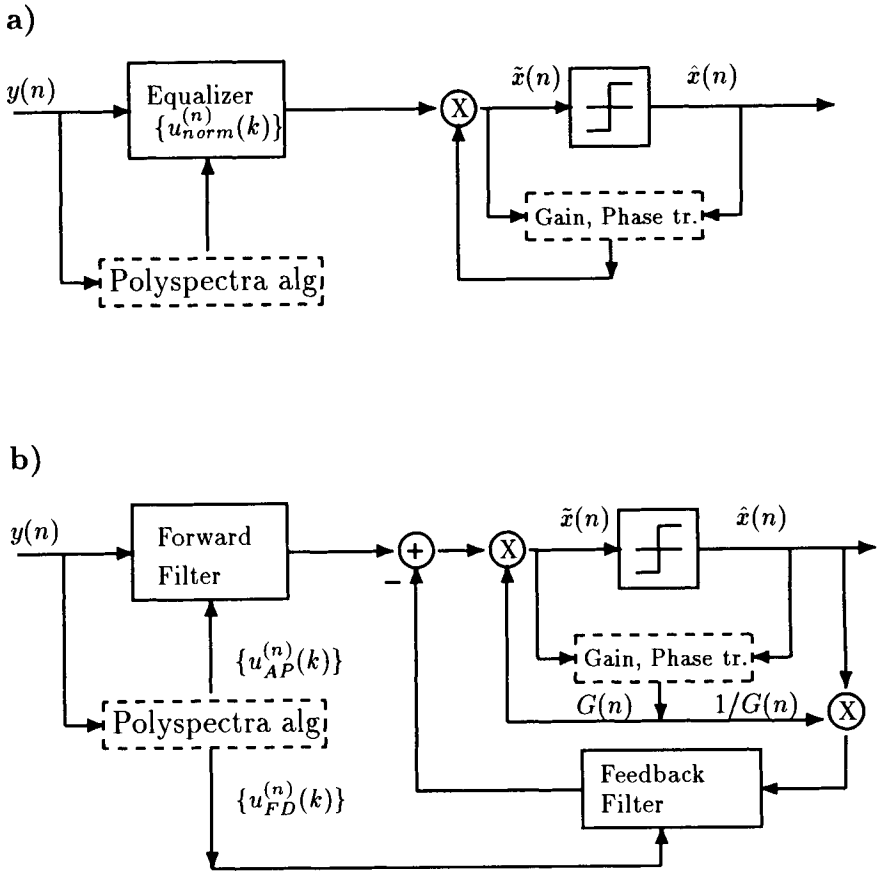 a)
y(n)
Equalizer
{u_{norm}^{(n)}(k)}
X
x̃(n)
x̂(n)
Gain, Phase tr.
Polyspectra alg
b)
y(n)
Forward
Filter
+
−
X
x̃(n)
x̂(n)
{u_{AP}^{(n)}(k)}
Gain, Phase tr.
G(n)
1/G(n)
X
Polyspectra alg
{u_{FD}^{(n)}(k)}
Feedback
Filter